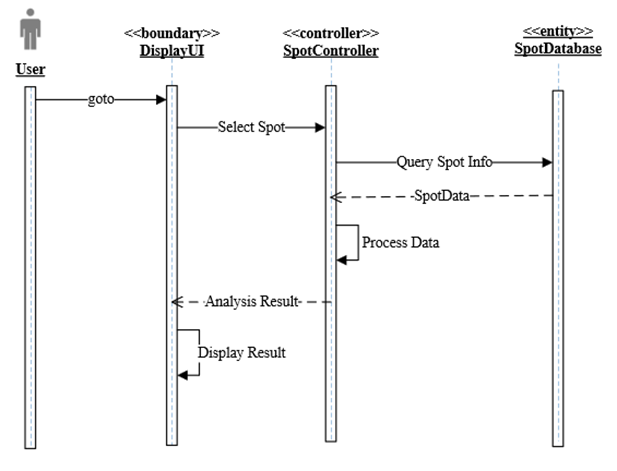 <<boundary>>
DisplayUI
<<controller>>
SpotController
<<entity>>
SpotDatabase
User
goto
Select Spot
Query Spot Info
SpotData
Process Data
Analysis Result
Display Result